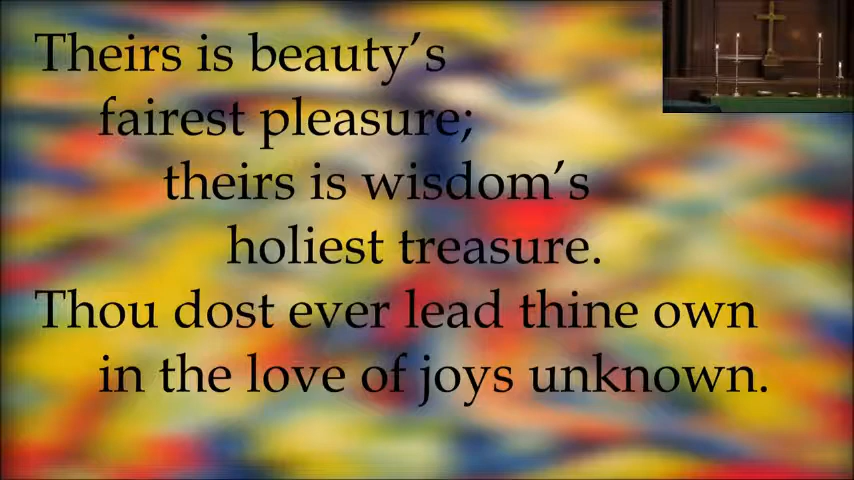 Theirs is beauty’s
fairest pleasure;
theirs is wisdom’s
holiest treasure.
Thou dost ever lead thine own
in the love of joys unknown.